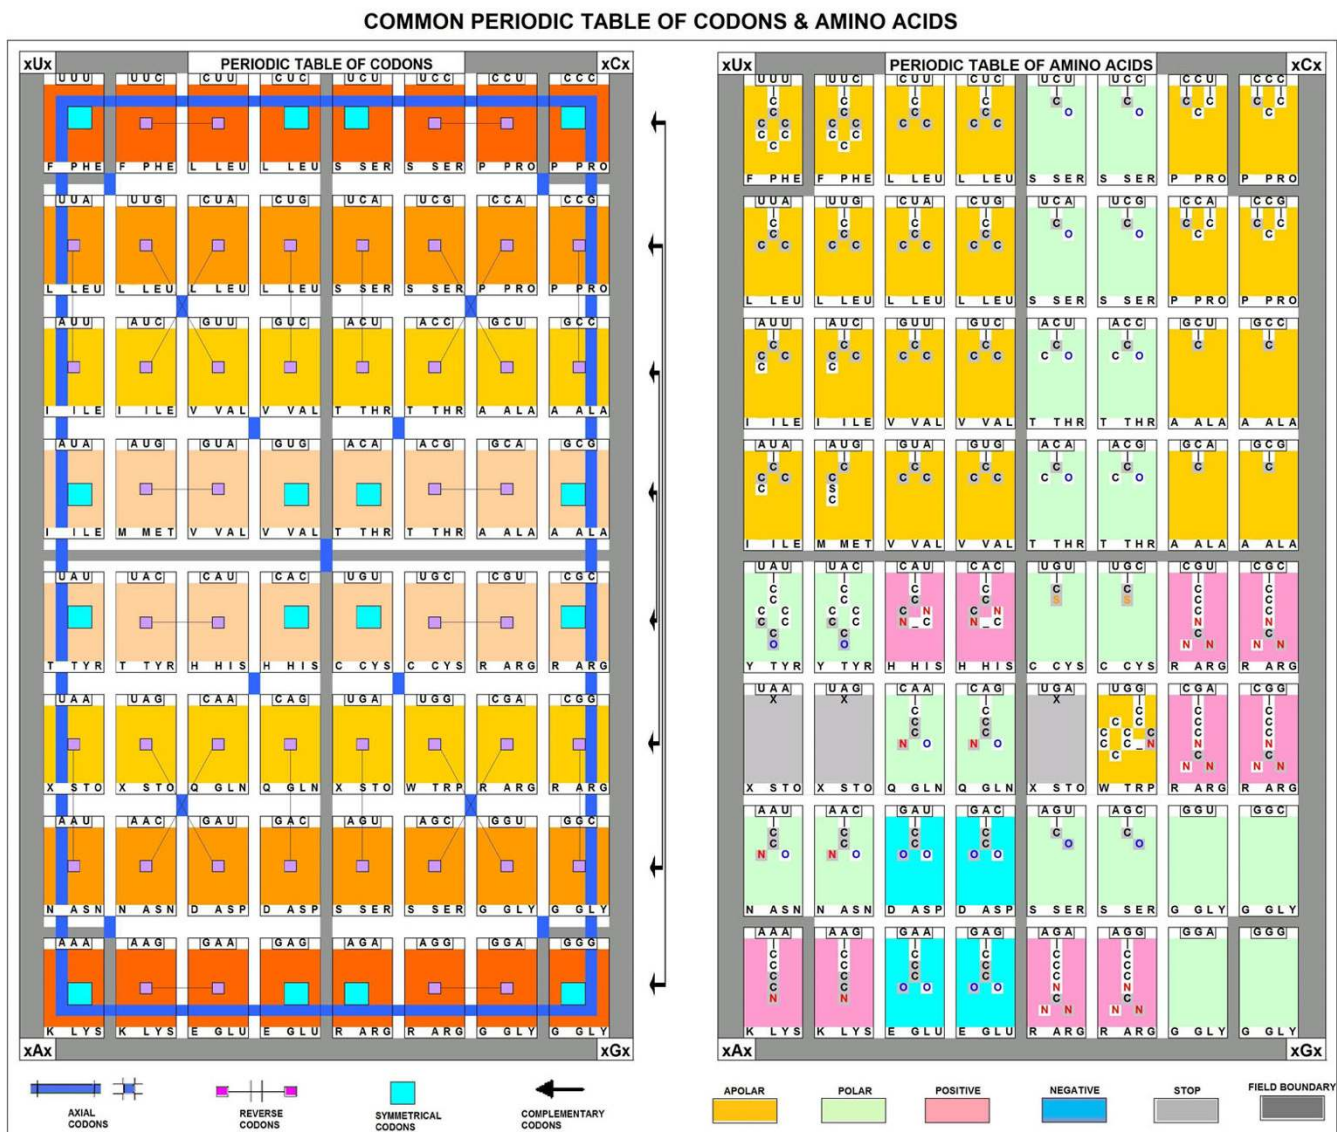 COMMON PERIODIC TABLE OF CODONS & AMINO ACIDS
xUx PERIODIC TABLE OF CODONS xCx
UUU UUC CUU CUC UCU UCC CCU CCC
F PHE F PHE L LEU L LEU S SER S SER P PRO P PRO
UUA UUG CUA CUG UCA UCG CCA CCG
L LEU L LEU L LEU L LEU S SER S SER P PRO P PRO
AUU AUC GUU GUC ACU ACC GCU GCC
I ILE I ILE V VAL V VAL T THR T THR A ALA A ALA
AUA AUG GUA GUG ACA ACG GCA GCG
I ILE M MET V VAL V VAL T THR T THR A ALA A ALA
UAU UAC CAU CAC UGU UGC CGU CGC
T TYR T TYR H HIS H HIS C CYS C CYS R ARG R ARG
UAA UAG CAA CAG UGA UGG CGA CGG
X STO X STO Q GLN Q GLN X STO W TRP R ARG R ARG
AAU AAC GAU GAC AGU AGC GGU GGC
N ASN N ASN D ASP D ASP S SER S SER G GLY G GLY
AAA AAG GAA GAG AGA AGG GGA GGG
K LYS K LYS E GLU E GLU R ARG R ARG G GLY G GLY
xAx xGx
AXIAL CODONS
REVERSE CODONS
SYMMETRICAL CODONS
COMPLEMENTARY CODONS
xUx PERIODIC TABLE OF AMINO ACIDS xCx
UUU UUC CUU CUC UCU UCC CCU CCC
C C C C C C C C C C
C C C C O O C C
C C C C C C C C
C C C C
C C
F PHE F PHE L LEU L LEU S SER S SER P PRO P PRO
UUA UUG CUA CUG UCA UCG CCA CCG
C C C C C C C C C C
C C C C O O C C
C C C C C C C C
L LEU L LEU L LEU L LEU S SER S SER P PRO P PRO
AUU AUC GUU GUC ACU ACC GCU GCC
C C C C C C C C
C C C C C C C C C O C O
C C
I ILE I ILE V VAL V VAL T THR T THR A ALA A ALA
AUA AUG GUA GUG ACA ACG GCA GCG
C C C C C C C C
C C C S C C C C C O C O
C C
I ILE M MET V VAL V VAL T THR T THR A ALA A ALA
UAU UAC CAU CAC UGU UGC CGU CGC
Y TYR Y TYR H HIS H HIS C CYS C CYS R ARG R ARG
UAA UAG CAA CAG UGA UGG CGA CGG
X STO X STO Q GLN Q GLN X STO W TRP R ARG R ARG
AAU AAC GAU GAC AGU AGC GGU GGC
N ASN N ASN D ASP D ASP S SER S SER G GLY G GLY
AAA AAG GAA GAG AGA AGG GGA GGG
K LYS K LYS E GLU E GLU R ARG R ARG G GLY G GLY
xAx xGx
APOLAR POLAR POSITIVE NEGATIVE STOP FIELD BOUNDARY